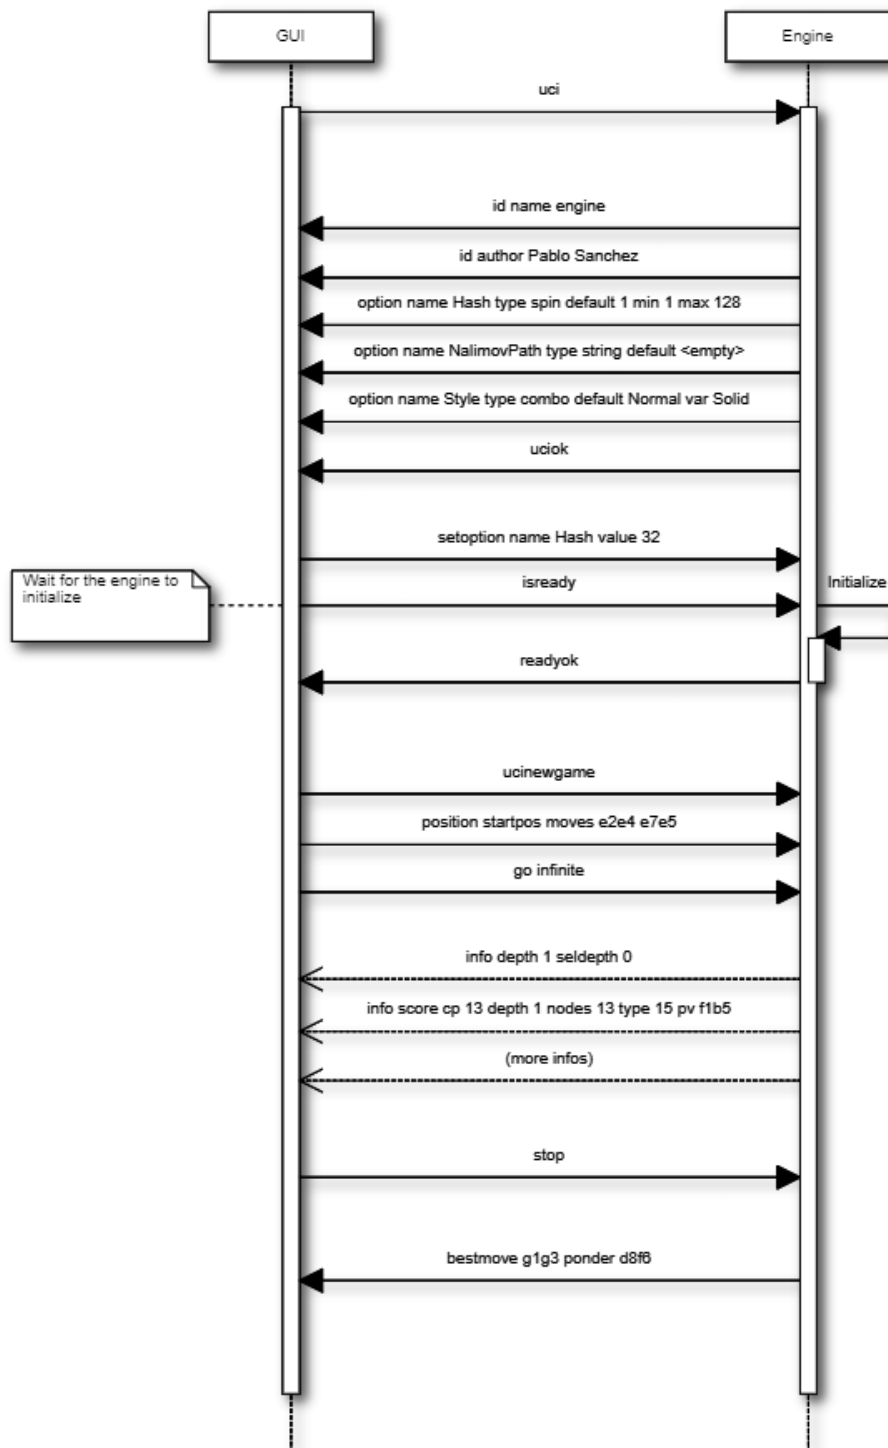 GUI
Engine
uci
id name engine
id author Pablo Sanchez
option name Hash type spin default 1 min 1 max 128
option name NalimovPath type string default <empty>
option name Style type combo default Normal var Solid
uciok
setoption name Hash value 32
Wait for the engine to
initialize
isready
Initialize
readyok
ucinewgame
position startpos moves e2e4 e7e5
go infinite
info depth 1 seldepth 0
info score cp 13 depth 1 nodes 13 type 15 pv f1b5
(more infos)
stop
bestmove g1g3 ponder d8f6